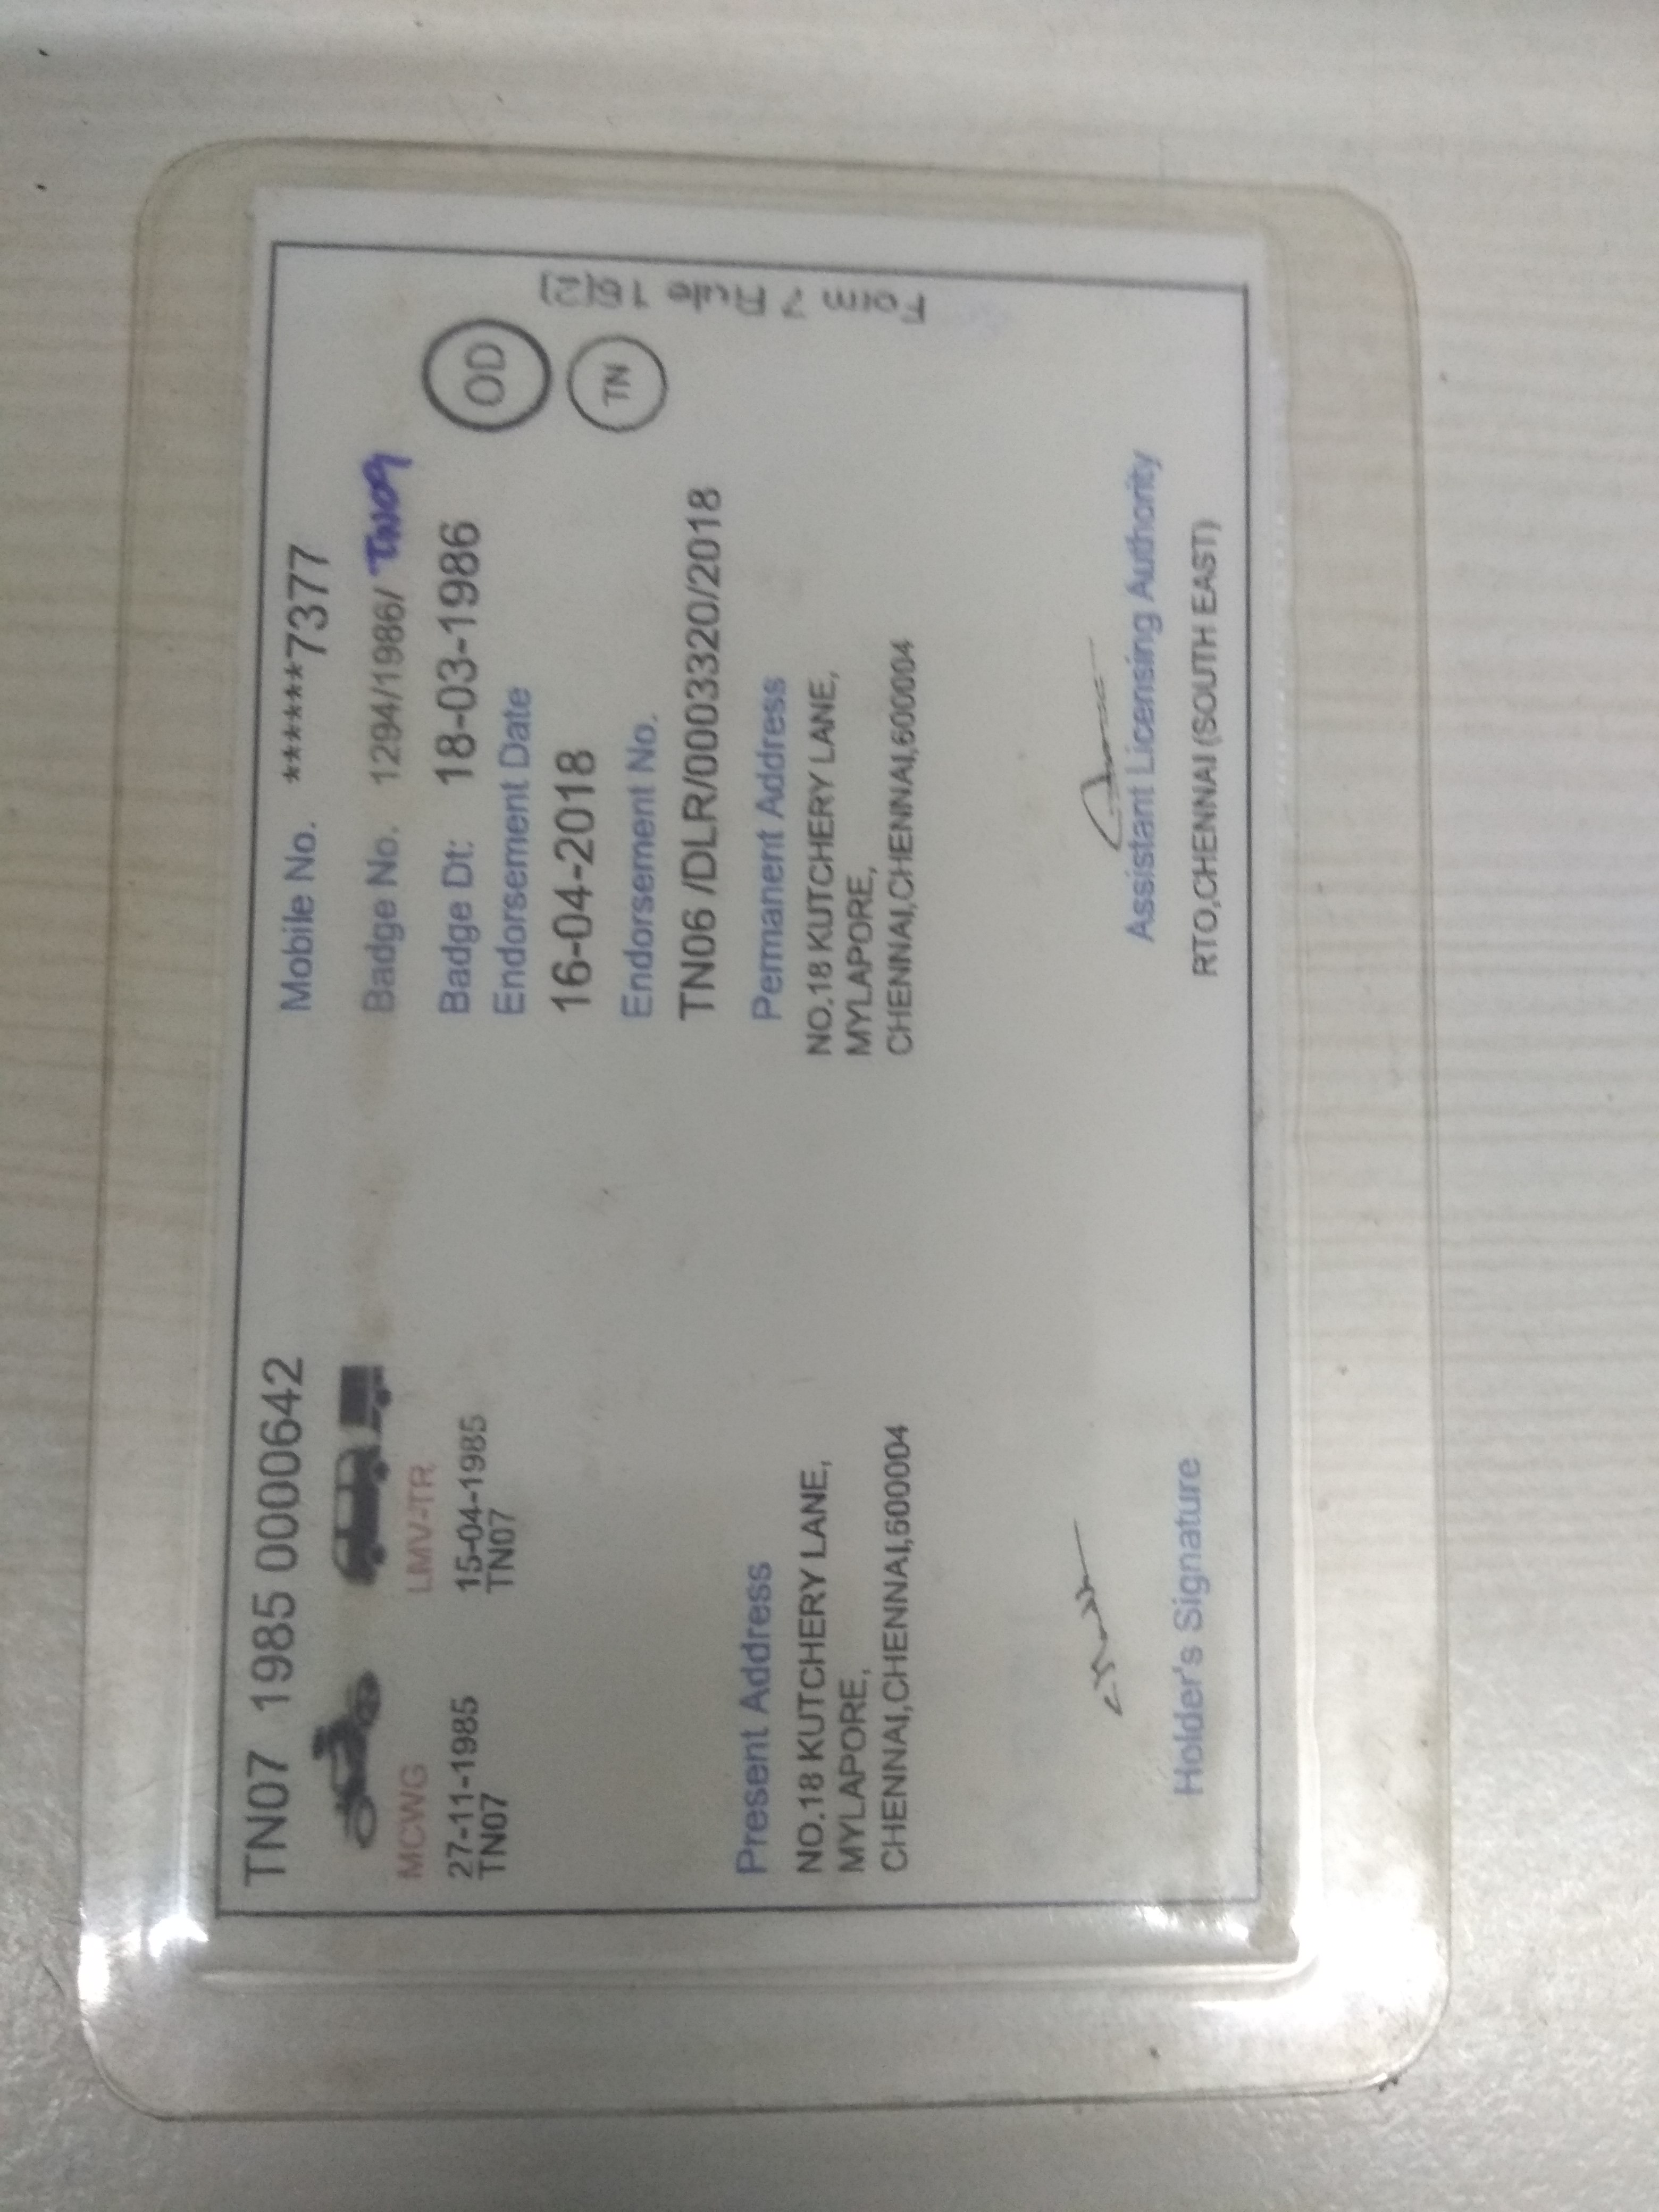 TN07 1985 0000642
MCWG
27-11-1985
TN07
LMV-TR
15-04-1985
TN07
Mobile No. ******7377
Badge No. 1294/1986/ TN09
Badge Dt: 18-03-1986
Endorsement Date
16-04-2018
Endorsement No.
TN06 /DLR/0003320/2018
OD
TN
Form 7 Rule 16(2)
Present Address
NO.18 KUTCHERY LANE,
MYLAPORE,
CHENNAI,CHENNAI,600004
Permanent Address
NO.18 KUTCHERY LANE,
MYLAPORE,
CHENNAI,CHENNAI,600004
Holder's Signature
Assistant Licensing Authority
RTO,CHENNAI (SOUTH EAST)